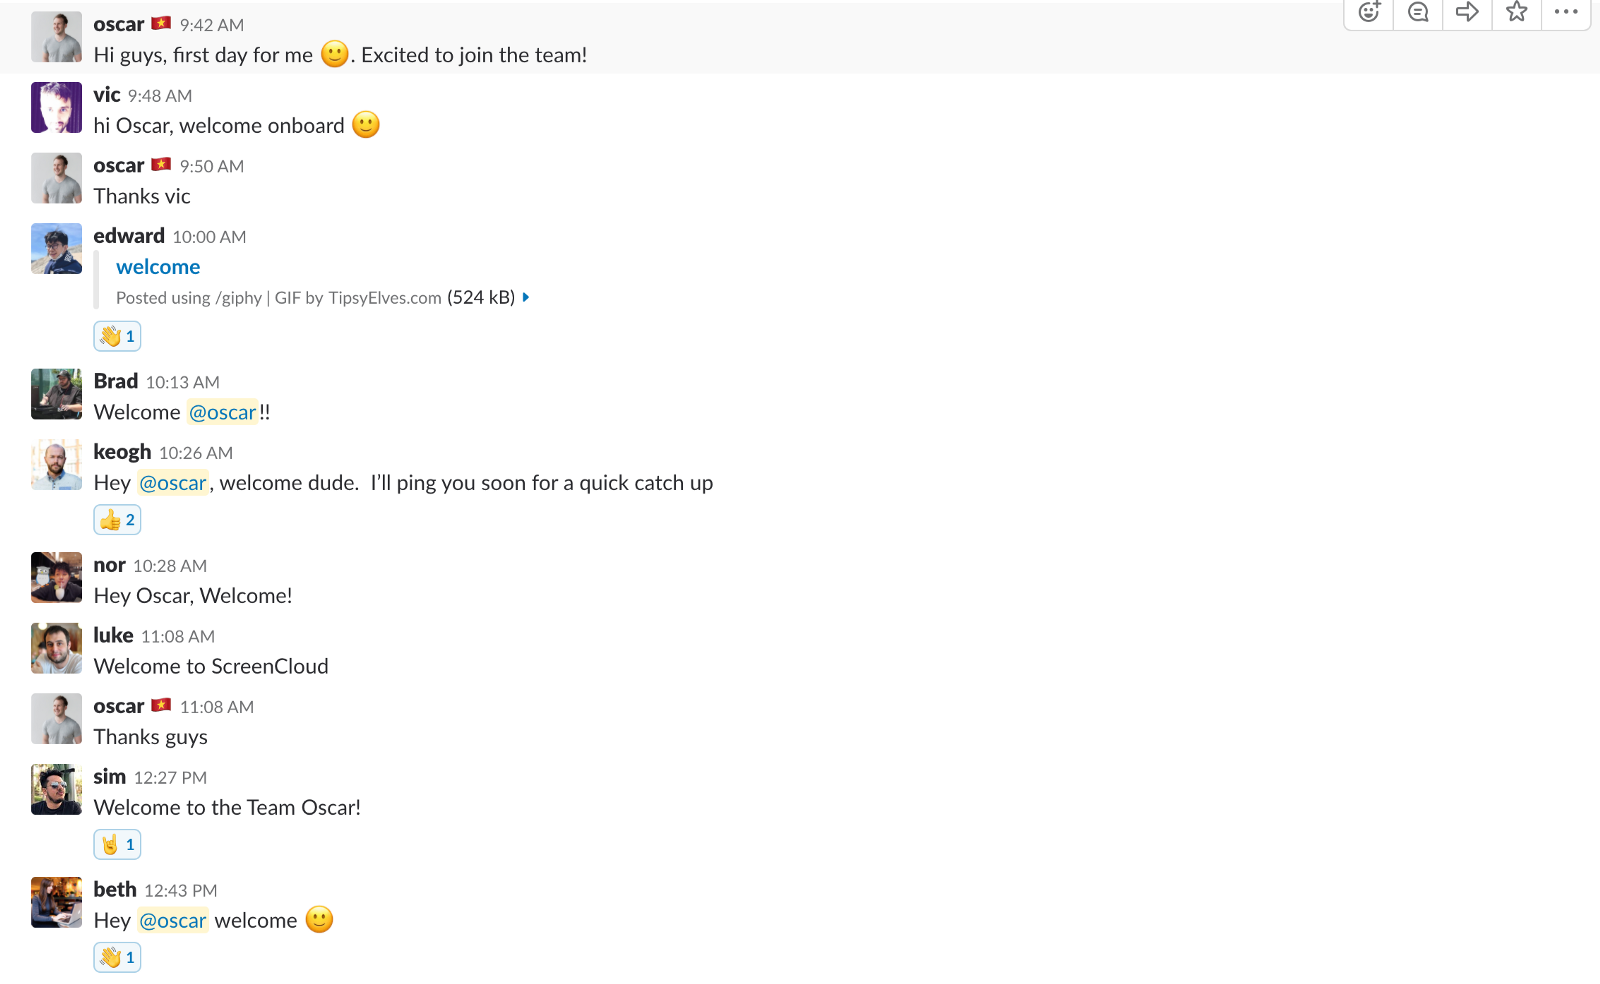 oscar 9:42 AM
Hi guys, first day for me 🙂. Excited to join the team!
vic 9:48 AM
hi Oscar, welcome onboard 🙂
oscar 9:50 AM
Thanks vic
edward 10:00 AM
welcome
Posted using /giphy | GIF by TipsyElves.com (524 kB)
1
Brad 10:13 AM
Welcome @oscar!!
keogh 10:26 AM
Hey @oscar, welcome dude.  I’ll ping you soon for a quick catch up
2
nor 10:28 AM
Hey Oscar, Welcome!
luke 11:08 AM
Welcome to ScreenCloud
oscar 11:08 AM
Thanks guys
sim 12:27 PM
Welcome to the Team Oscar!
1
beth 12:43 PM
Hey @oscar welcome 🙂
1